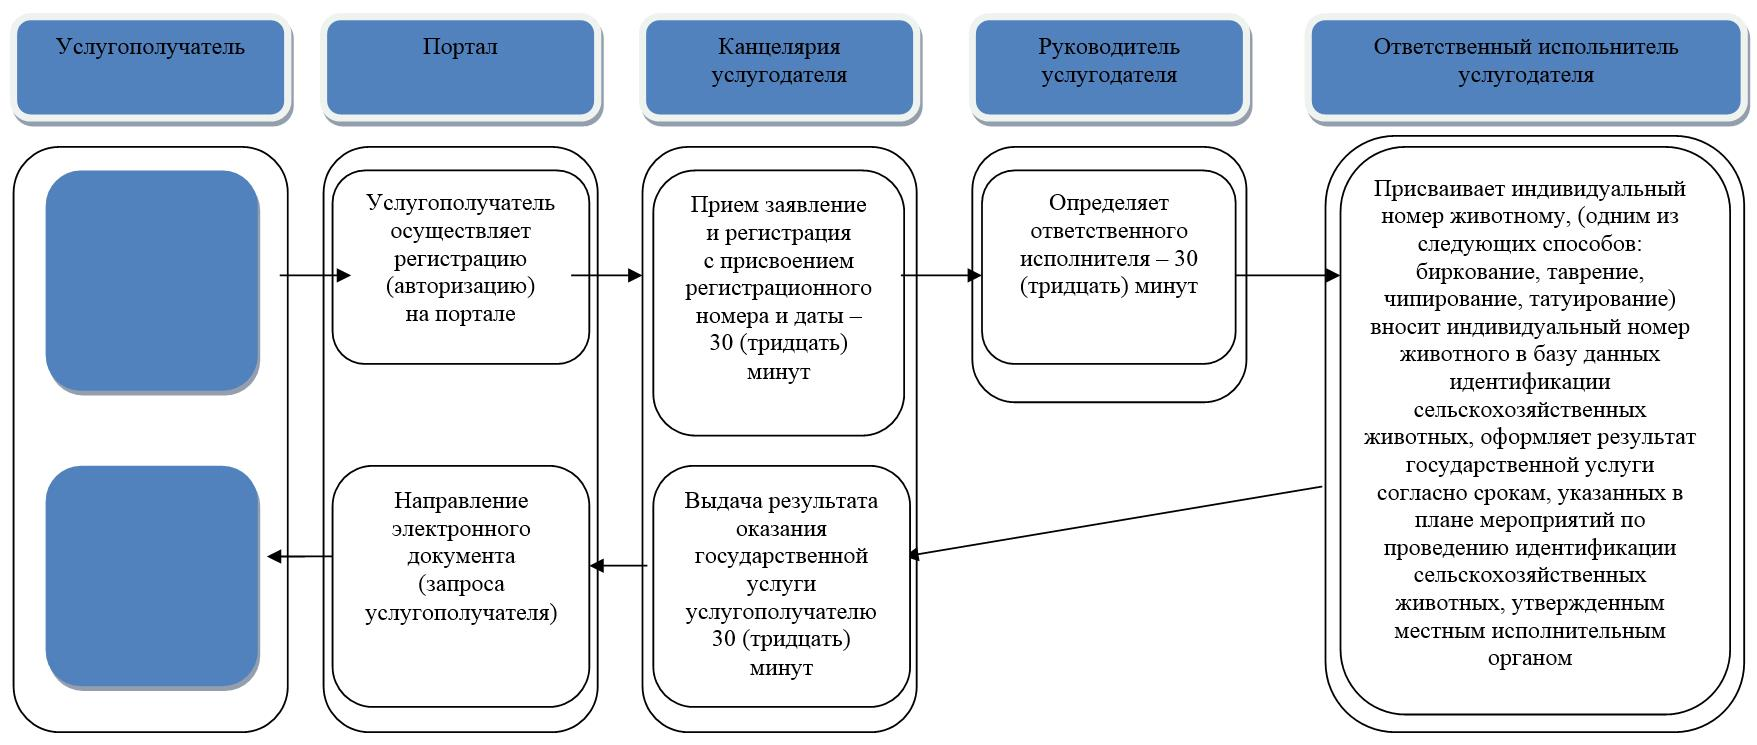 Услугополучатель
Портал
Канцелярия
услугодателя
Руководитель
услугодателя
Ответственный испольнитель
услугодателя
Услугополучатель
осуществляет
регистрацию
(авторизацию)
на портале
Прием заявление
и регистрация
с присвоением
регистрационного
номера и даты –
30 (тридцать)
минут
Определяет
ответственного
исполнителя – 30
(тридцать) минут
Присваивает индивидуальный
номер животному, (одним из
следующих способов:
биркование, таврение,
чипирование, татуирование)
вносит индивидуальный номер
животного в базу данных
идентификации
сельскохозяйственных
животных, оформляет результат
государственной услуги
согласно срокам, указанных в
плане мероприятий по
проведению идентификации
сельскохозяйственных
животных, утвержденным
местным исполнительным
органом
Направление
электронного
документа
(запроса
услугополучателя)
Выдача результата
оказания
государственной
услуги
услугополучателю
30 (тридцать)
минут